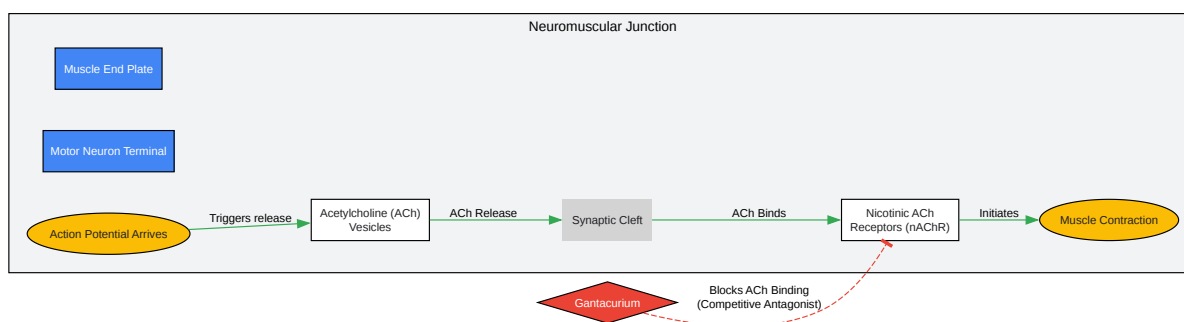 Neuromuscular Junction
Muscle End Plate
Motor Neuron Terminal
Action Potential Arrives
Triggers release
Acetylcholine (ACh)
Vesicles
ACh Release
Synaptic Cleft
ACh Binds
Nicotinic ACh
Receptors (nAChR)
Initiates
Muscle Contraction
Gantacurium
Blocks ACh Binding
(Competitive Antagonist)